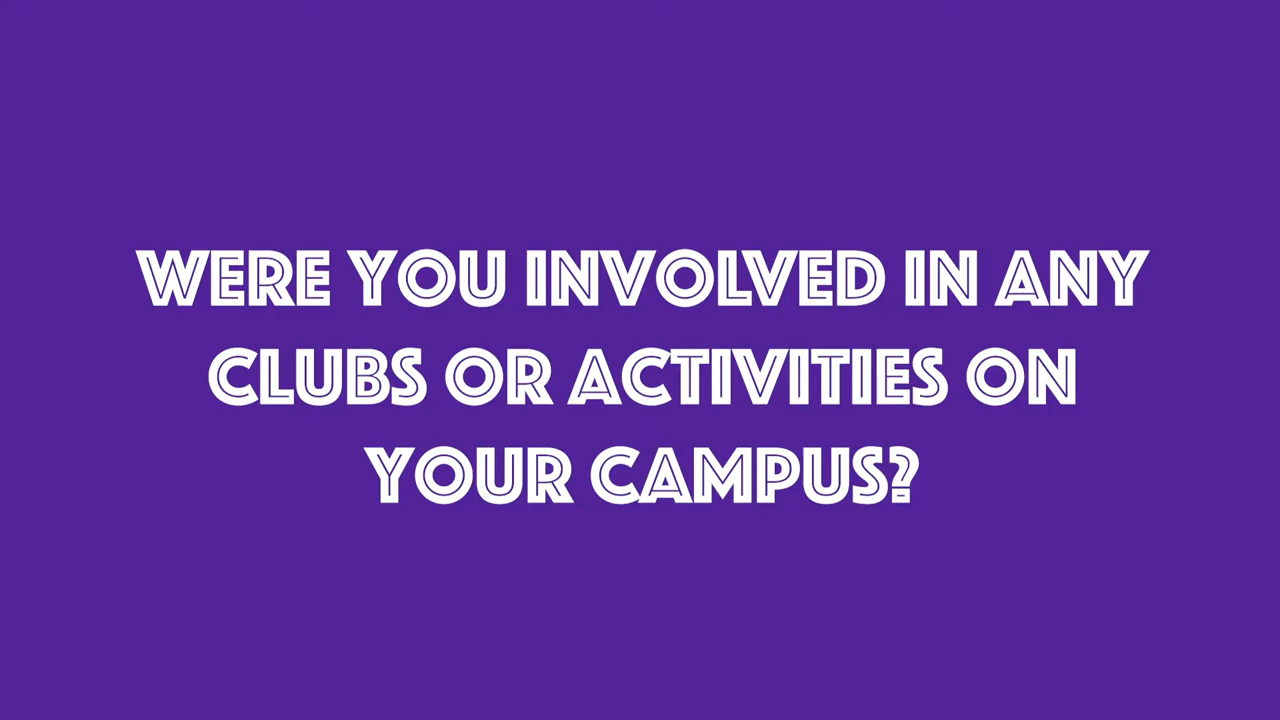 WERE YOU INVOLVED IN ANY
CLUBS OR ACTIVITIES ON
YOUR CAMPUS?